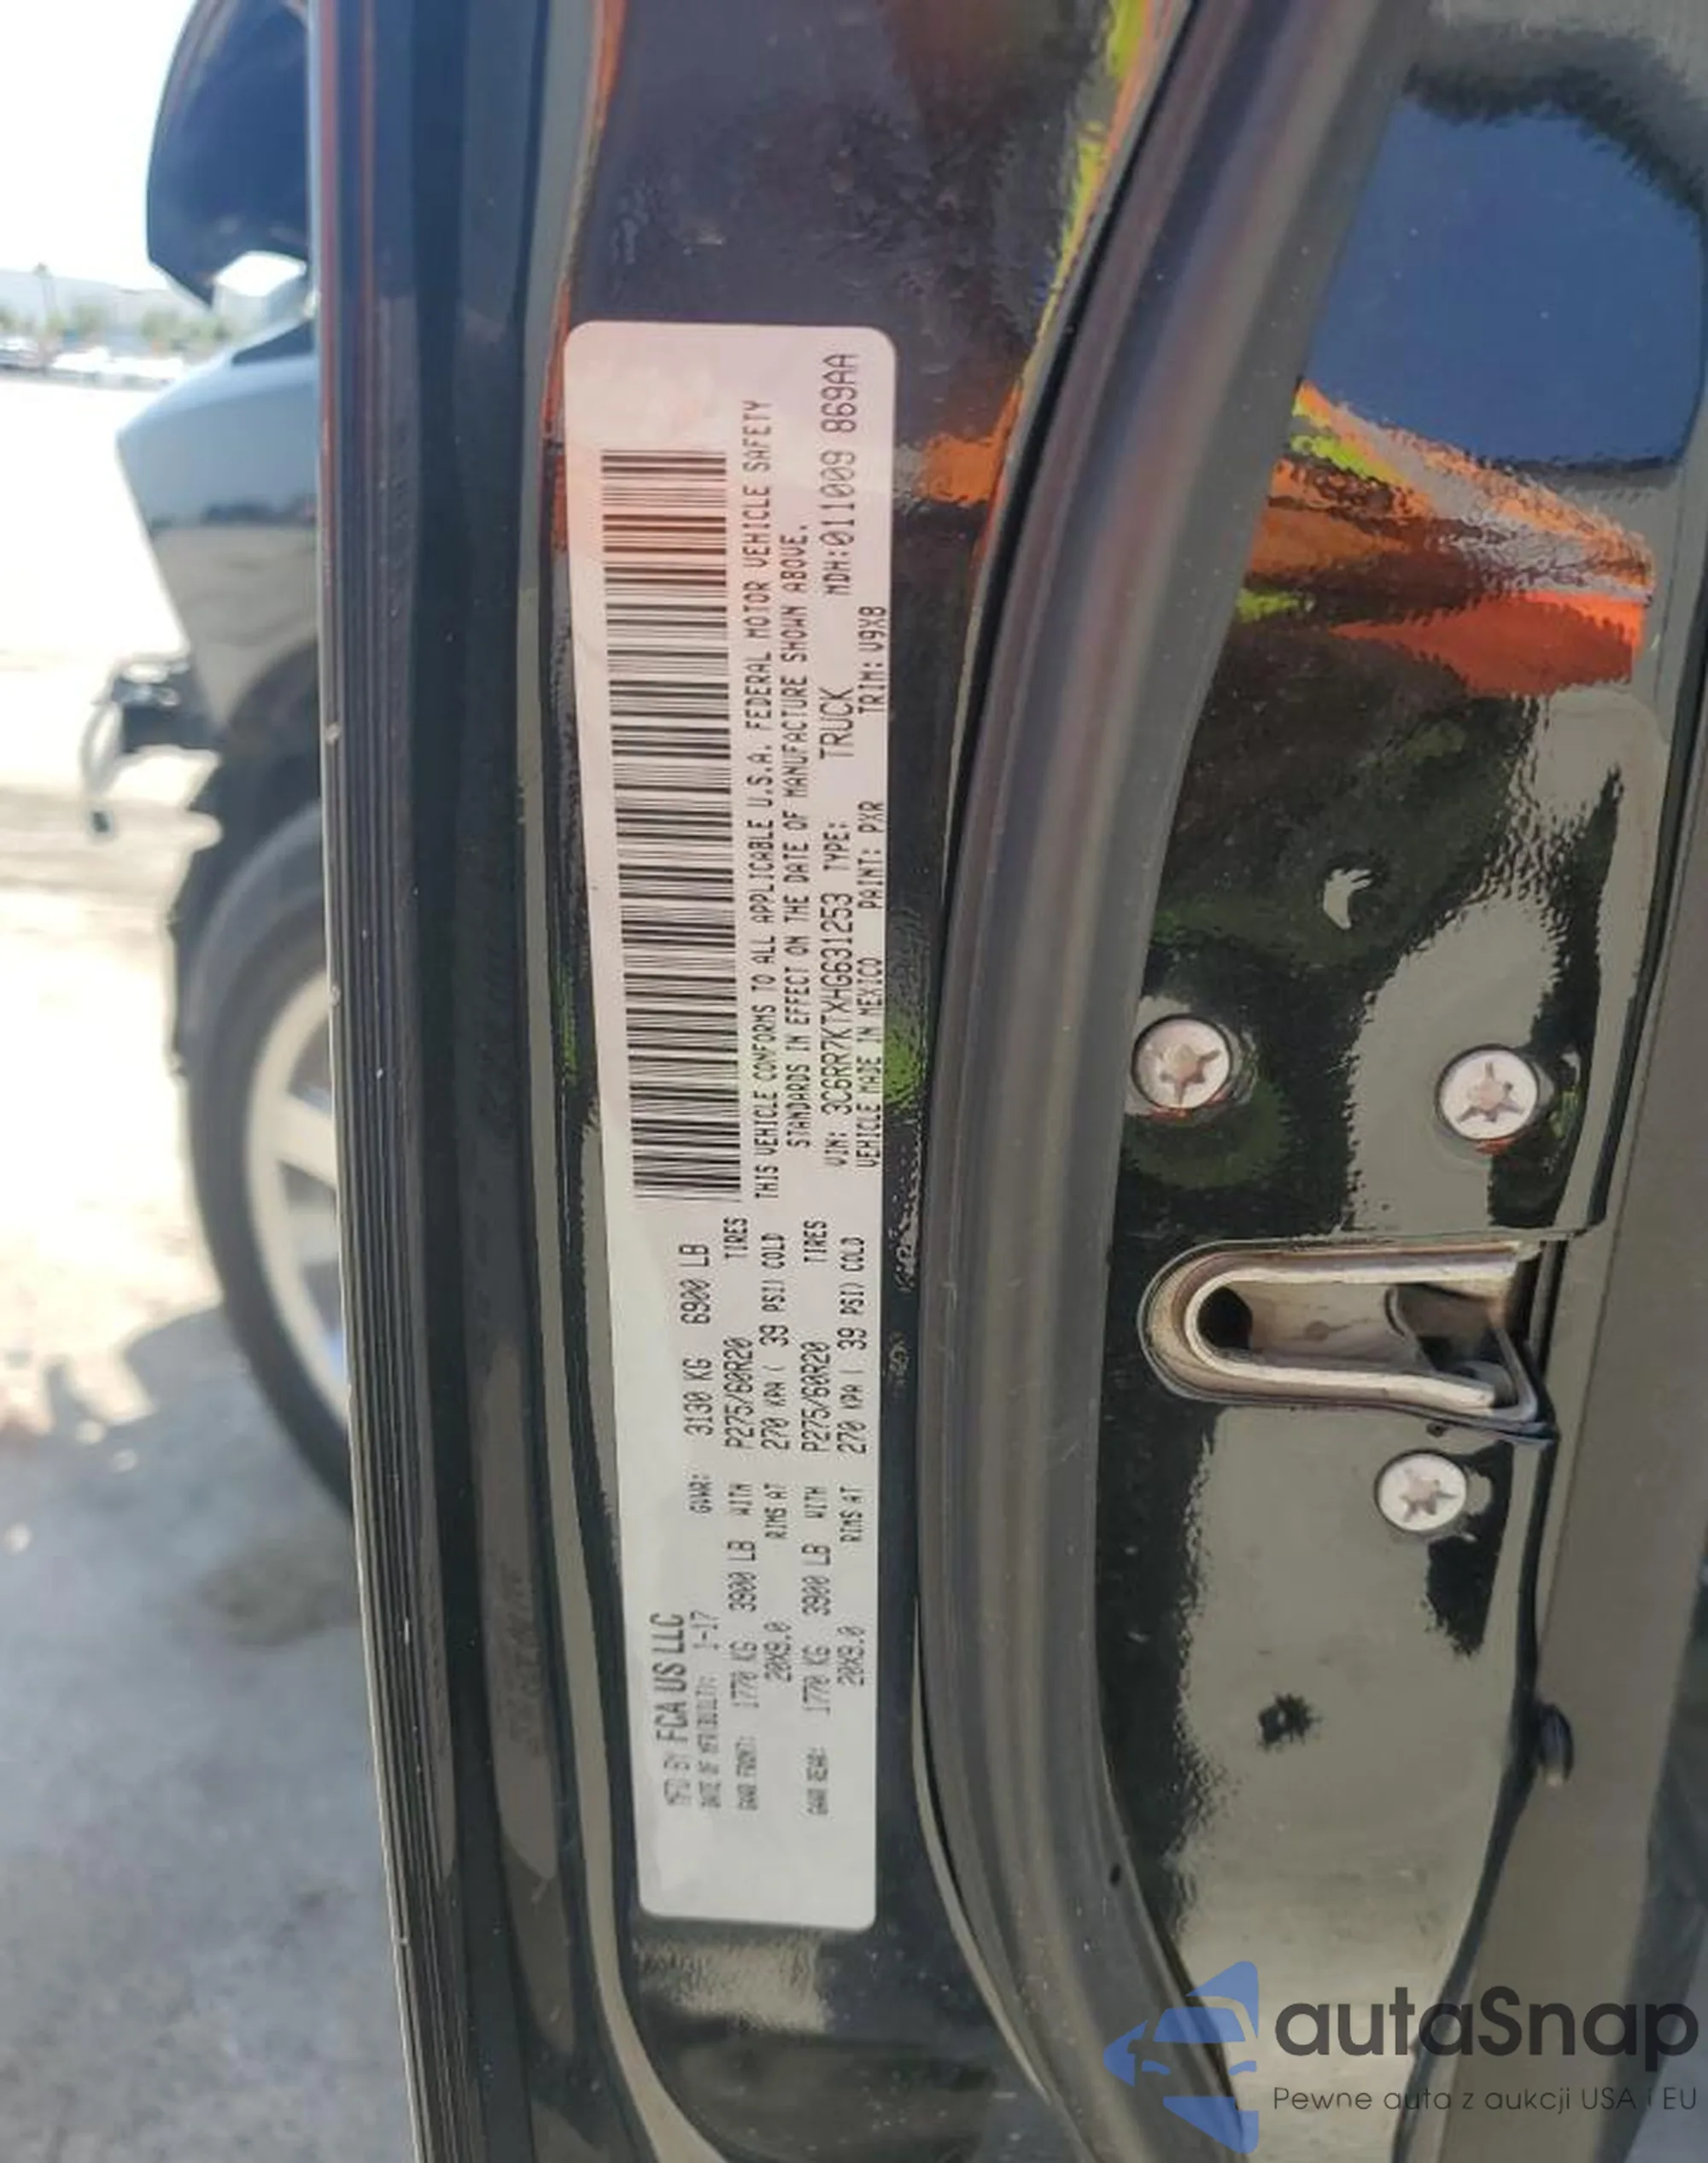 MFD BY FCA US LLC
DATE OF MFR/BUILT: 1-17 GVWR: 3130 KG 6900 LB
GAWR FRONT: 1770 KG 3900 LB WITH P275/60R20 TIRES
20X9.0 RIMS AT 270 KPA ( 39 PSI) COLD
GAWR REAR: 1770 KG 3900 LB WITH P275/60R20 TIRES
20X9.0 RIMS AT 270 KPA ( 39 PSI) COLD
THIS VEHICLE CONFORMS TO ALL APPLICABLE U.S.A. FEDERAL MOTOR VEHICLE SAFETY
STANDARDS IN EFFECT ON THE DATE OF MANUFACTURE SHOWN ABOVE.
VIN: 3C6RR7KTXHG631253 TYPE: TRUCK MDH:011009 869AA
VEHICLE MADE IN MEXICO PAINT: PXR TRIM: V9X8
autaSnap
Pewne auta z aukcji USA i EU